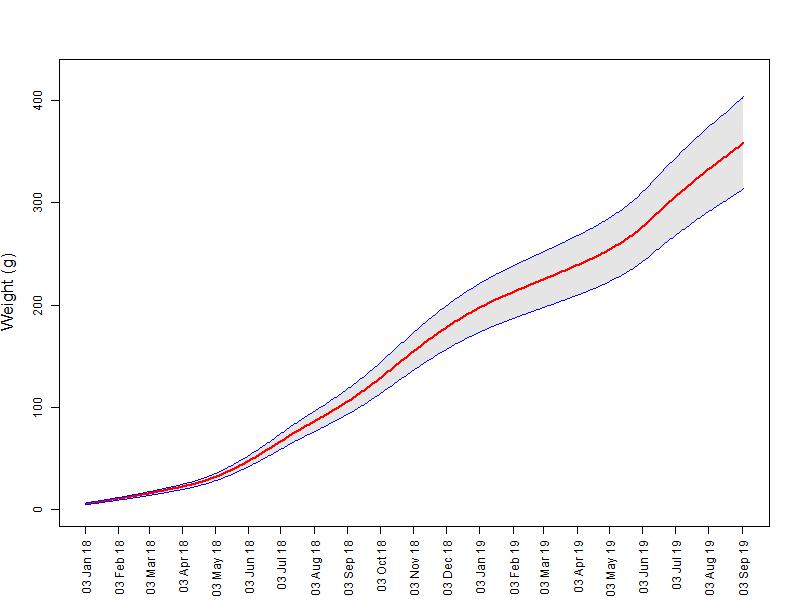 Weight (g)
400
300
200
100
0
03 Jan 18
03 Feb 18
03 Mar 18
03 Apr 18
03 May 18
03 Jun 18
03 Jul 18
03 Aug 18
03 Sep 18
03 Oct 18
03 Nov 18
03 Dec 18
03 Jan 19
03 Feb 19
03 Mar 19
03 Apr 19
03 May 19
03 Jun 19
03 Jul 19
03 Aug 19
03 Sep 19